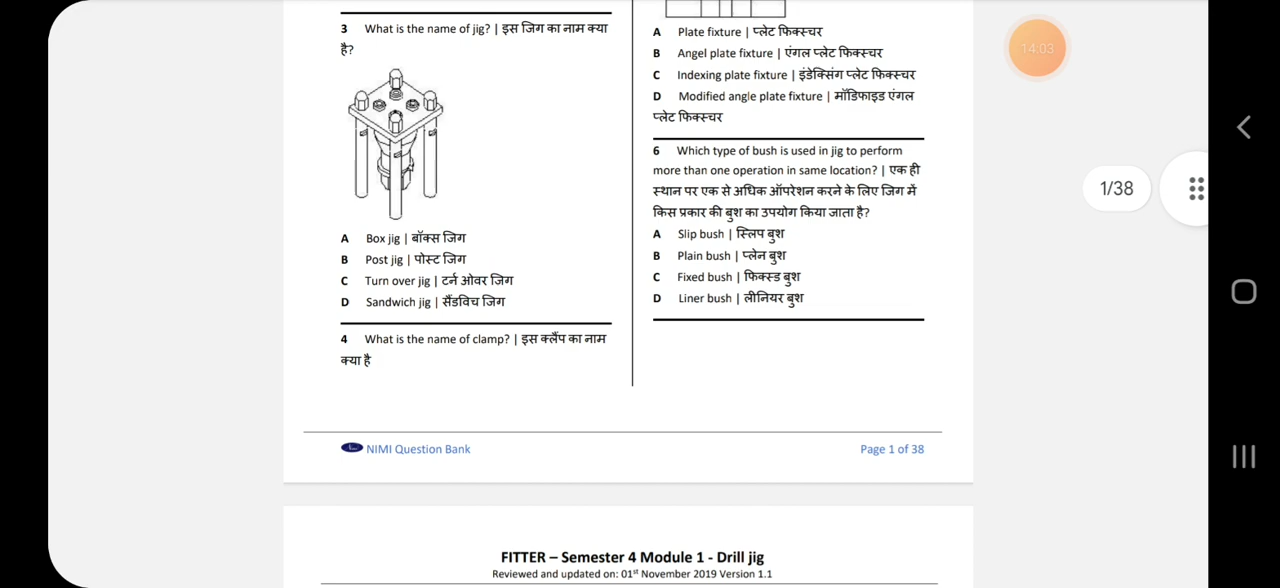 3 What is the name of jig? | इस जिग का नाम क्या
है?
A Box jig | बॉक्स जिग
B Post jig | पोस्ट जिग
C Turn over jig | टर्न ओवर जिग
D Sandwich jig | सैंडविच जिग
4 What is the name of clamp? | इस क्लैंप का नाम
क्या है
A Plate fixture | प्लेट फिक्स्चर
B Angel plate fixture | एंगल प्लेट फिक्स्चर
C Indexing plate fixture | इंडेक्सिंग प्लेट फिक्स्चर
D Modified angle plate fixture | मॉडिफाइड एंगल
प्लेट फिक्स्चर
6 Which type of bush is used in jig to perform
more than one operation in same location? | एक ही
स्थान पर एक से अधिक ऑपरेशन करने के लिए जिग में
किस प्रकार की बुश का उपयोग किया जाता है?
A Slip bush | स्लिप बुश
B Plain bush | प्लेन बुश
C Fixed bush | फिक्स्ड बुश
D Liner bush | लीनियर बुश
NIMI Question Bank
Page 1 of 38
FITTER – Semester 4 Module 1 - Drill jig
Reviewed and updated on: 01st November 2019 Version 1.1
14:03
1/38